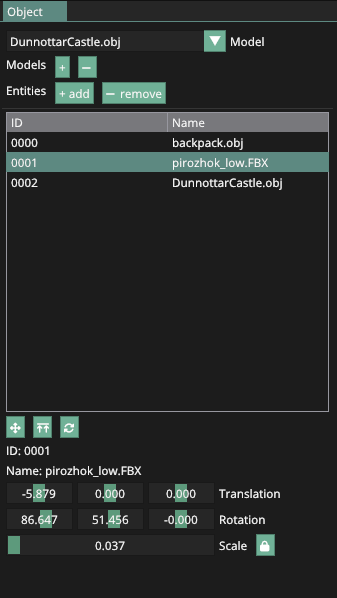 Object
DunnottarCastle.obj Model
Models + −
Entities + add − remove
ID Name
0000 backpack.obj
0001 pirozhok_low.FBX
0002 DunnottarCastle.obj
ID: 0001
Name: pirozhok_low.FBX
-5.879 0.000 0.000 Translation
86.647 51.456 -0.000 Rotation
0.037 Scale